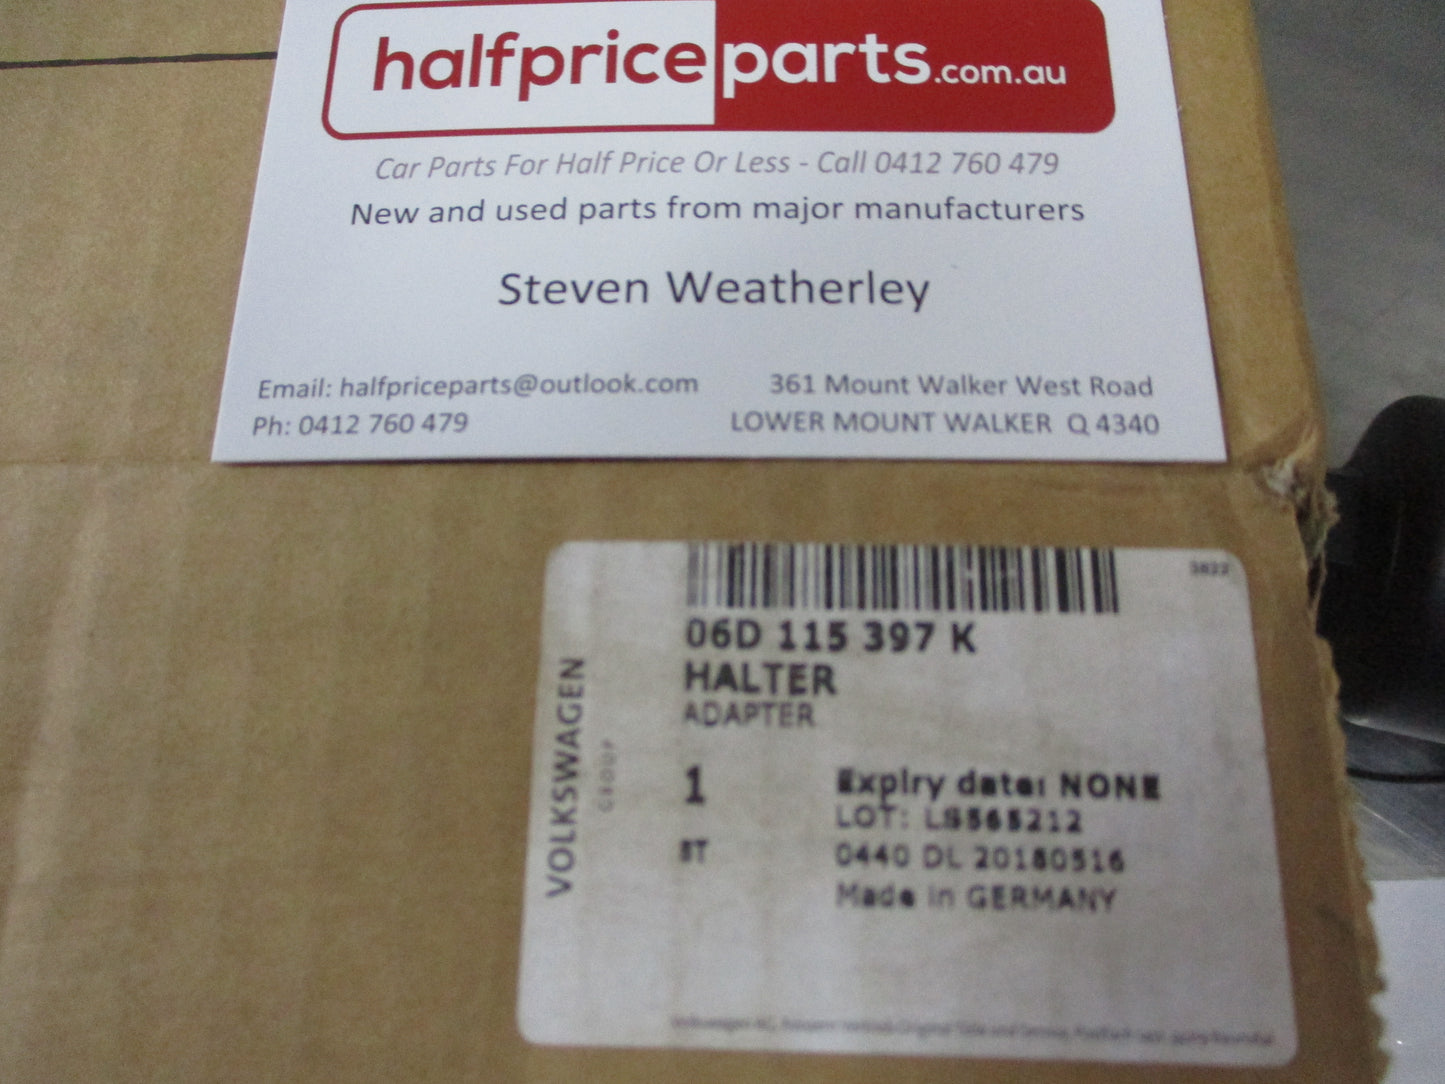 halfpriceparts.com.au
Car Parts For Half Price Or Less - Call 0412 760 479
New and used parts from major manufacturers
Steven Weatherley
Email: halfpriceparts@outlook.com
Ph: 0412 760 479
361 Mount Walker West Road
LOWER MOUNT WALKER Q 4340
06D 115 397 K
HALTER
ADAPTER
VOLKSWAGEN
GROUP
1
ST
Expiry date: NONE
LOT: LS565212
0440 DL 20180516
Made in GERMANY